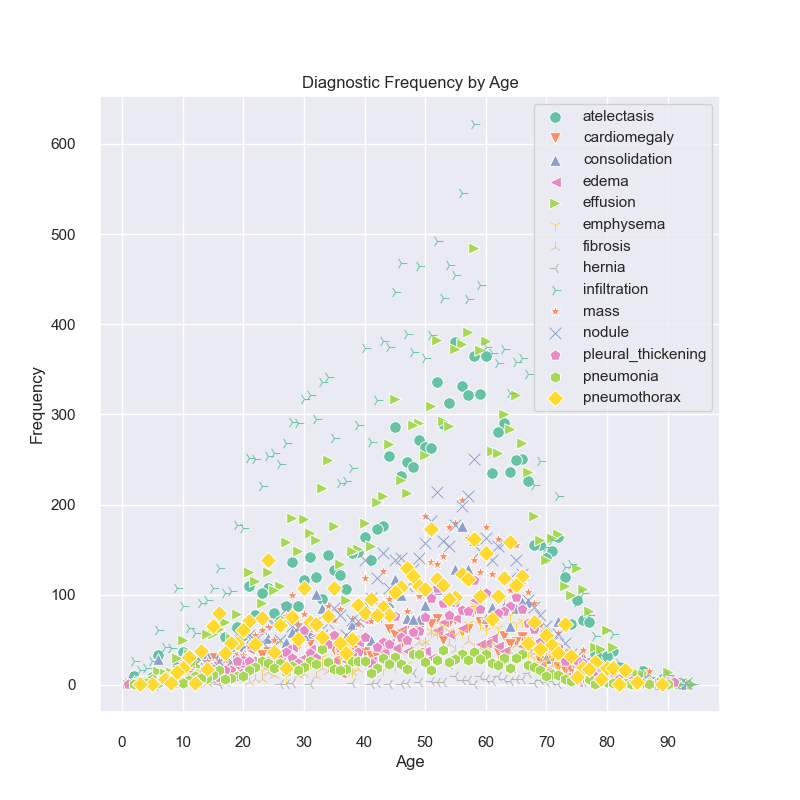 Diagnostic Frequency by Age
600
500
400
300
200
100
0
Frequency
0 10 20 30 40 50 60 70 80 90
Age
atelectasis
cardiomegaly
consolidation
edema
effusion
emphysema
fibrosis
hernia
infiltration
mass
nodule
pleural_thickening
pneumonia
pneumothorax